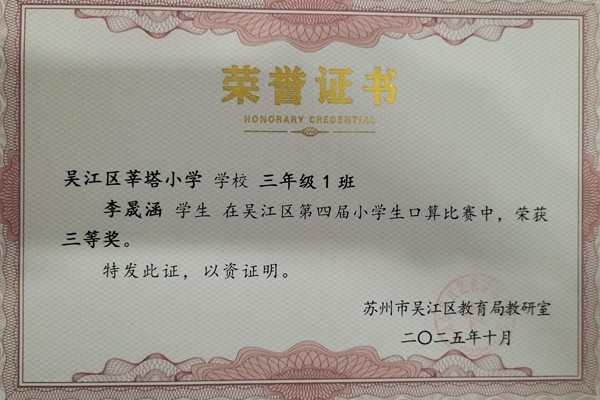 荣誉证书
HONORARY CREDENTIAL
吴江区莘塔小学 学校 三年级1班
李晟涵 学生 在吴江区第四届小学生口算比赛中，荣获
三等奖。
特发此证，以资证明。
苏州市吴江区教育局教研室
二〇二五年十月